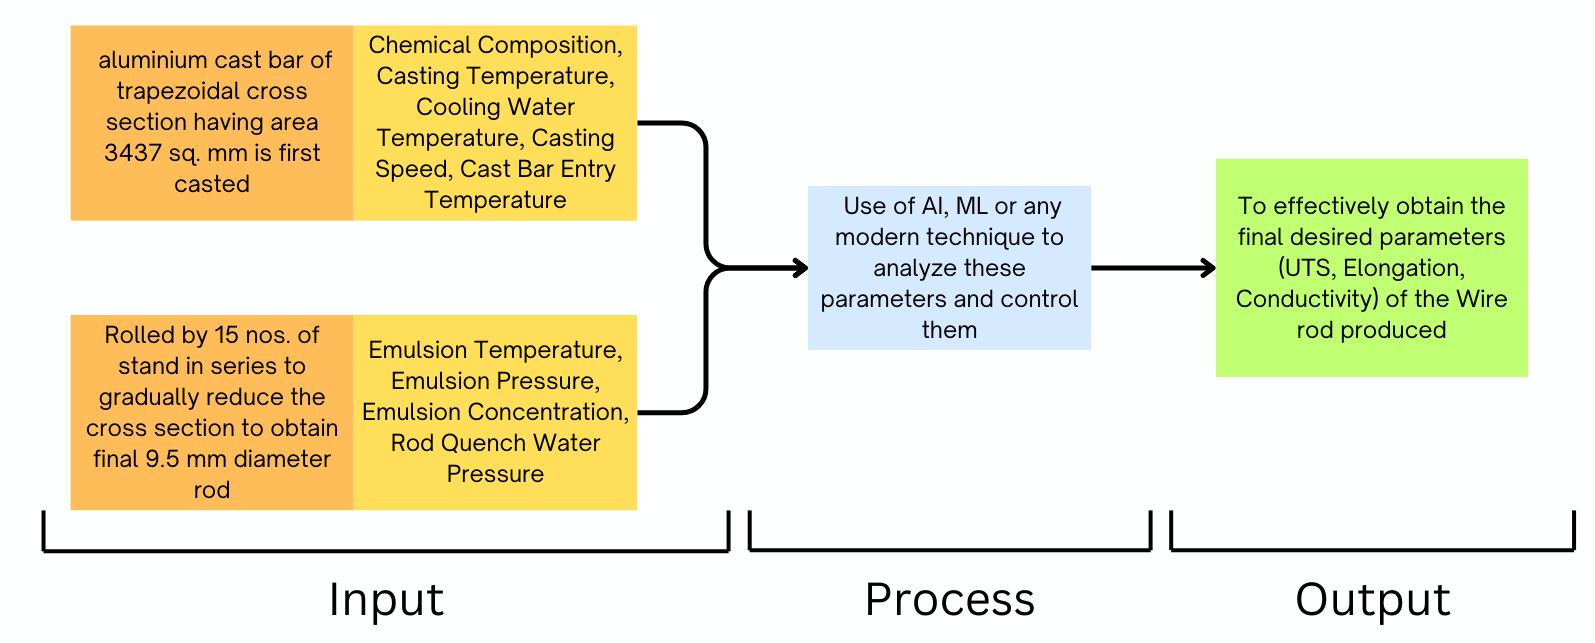 aluminium cast bar of
trapezoidal cross
section having area
3437 sq. mm is first
casted
Chemical Composition,
Casting Temperature,
Cooling Water
Temperature, Casting
Speed, Cast Bar Entry
Temperature
Rolled by 15 nos. of
stand in series to
gradually reduce the
cross section to obtain
final 9.5 mm diameter
rod
Emulsion Temperature,
Emulsion Pressure,
Emulsion Concentration,
Rod Quench Water
Pressure
Use of AI, ML or any
modern technique to
analyze these
parameters and control
them
To effectively obtain the
final desired parameters
(UTS, Elongation,
Conductivity) of the Wire
rod produced
Input
Process
Output